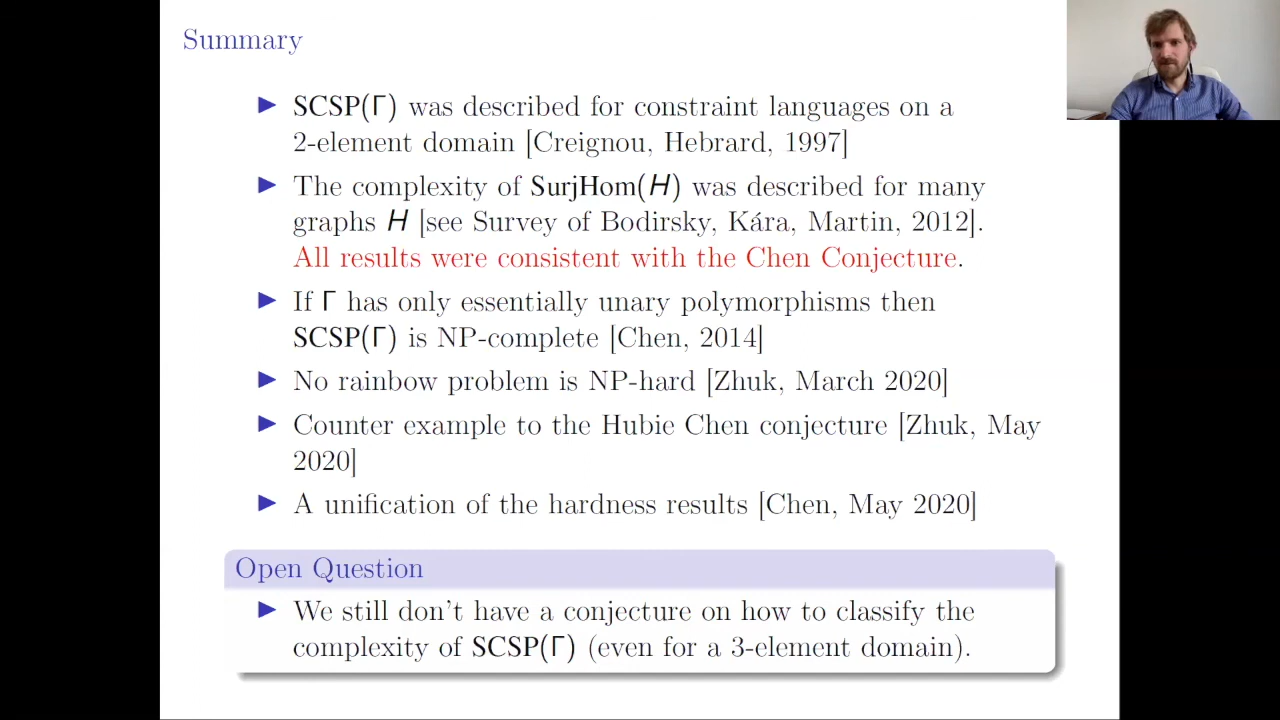 Summary
SCSP(Γ) was described for constraint languages on a
2-element domain [Creignou, Hebrard, 1997]
The complexity of SurjHom(H) was described for many
graphs H [see Survey of Bodirsky, Kára, Martin, 2012].
All results were consistent with the Chen Conjecture.
If Γ has only essentially unary polymorphisms then
SCSP(Γ) is NP-complete [Chen, 2014]
No rainbow problem is NP-hard [Zhuk, March 2020]
Counter example to the Hubie Chen conjecture [Zhuk, May
2020]
A unification of the hardness results [Chen, May 2020]
Open Question
We still don't have a conjecture on how to classify the
complexity of SCSP(Γ) (even for a 3-element domain).